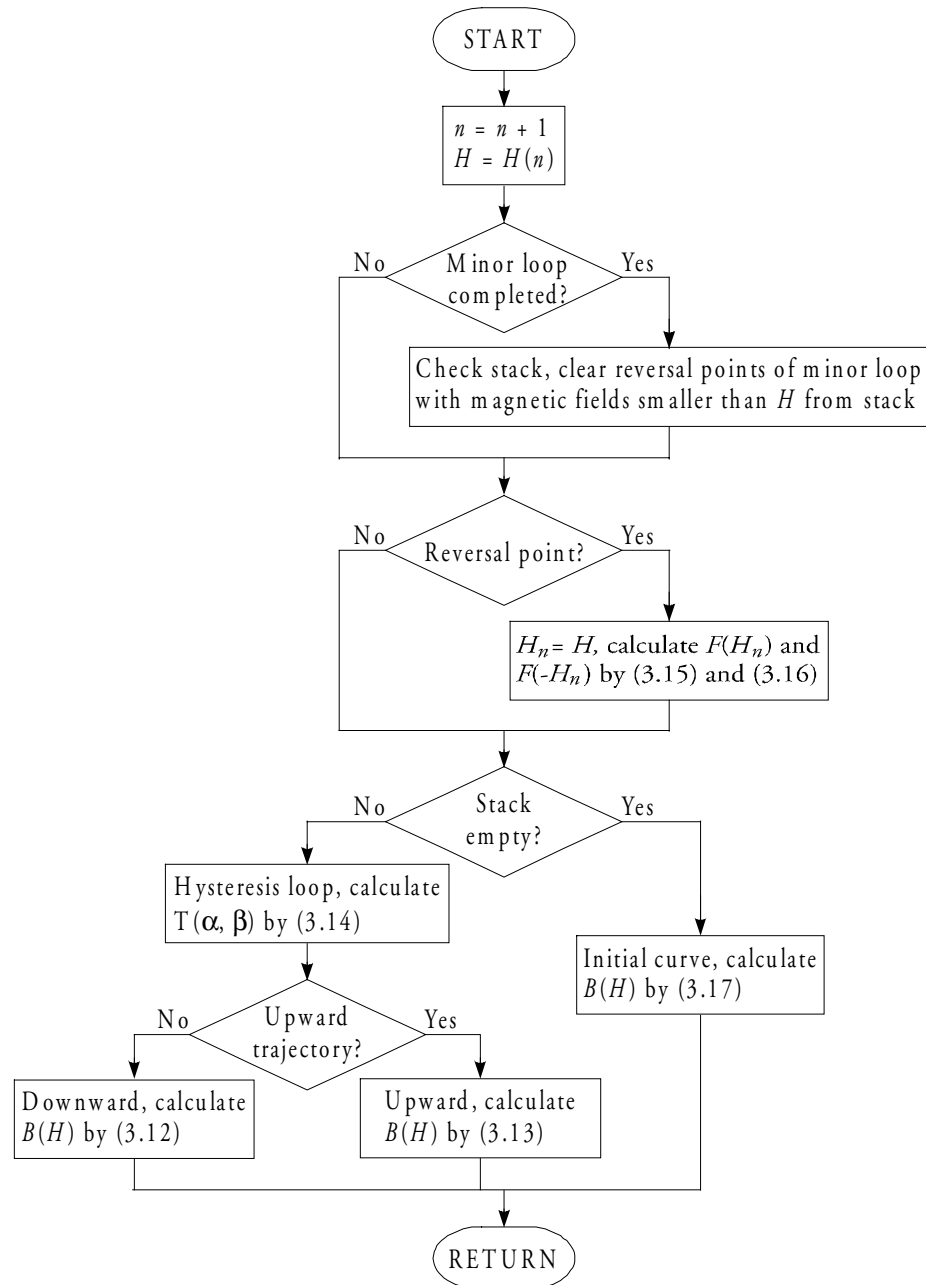 START
n = n + 1
H = H(n)
No
Minor loop
completed?
Yes
Check stack, clear reversal points of minor loop
with magnetic fields smaller than H from stack
No
Reversal point?
Yes
Hn= H, calculate F(Hn) and
F(-Hn) by (3.15) and (3.16)
No
Stack
empty?
Yes
Hysteresis loop, calculate
T(α, β) by (3.14)
Initial curve, calculate
B(H) by (3.17)
No
Upward
trajectory?
Yes
Downward, calculate
B(H) by (3.12)
Upward, calculate
B(H) by (3.13)
RETURN